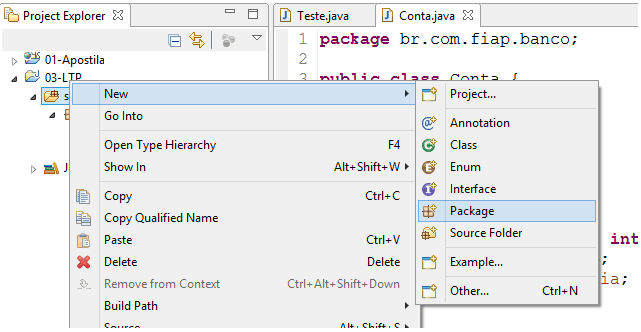 Project Explorer
Teste.java
Conta.java
01-Apostila
03-LTP
s
J
1 package br.com.fiap.banco;
2
3 public class Conta {
int
;
ia;
New
Go Into
Open Type Hierarchy F4
Show In Alt+Shift+W
Copy Ctrl+C
Copy Qualified Name
Paste Ctrl+V
Delete Delete
Remove from Context Ctrl+Alt+Shift+Down
Build Path
Source Alt+Shift+S
Project...
Annotation
Class
Enum
Interface
Package
Source Folder
Example...
Other... Ctrl+N